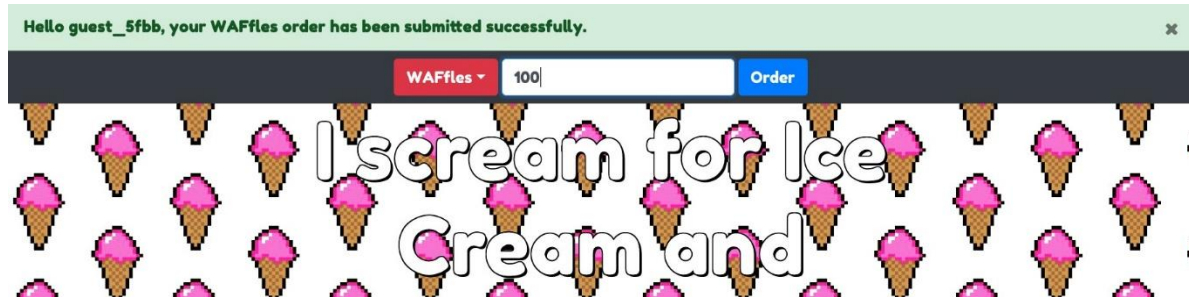 Hello guest_5fbb, your WAFfles order has been submitted successfully. ×
WAFfles 100 Order
I scream for Ice
Cream and